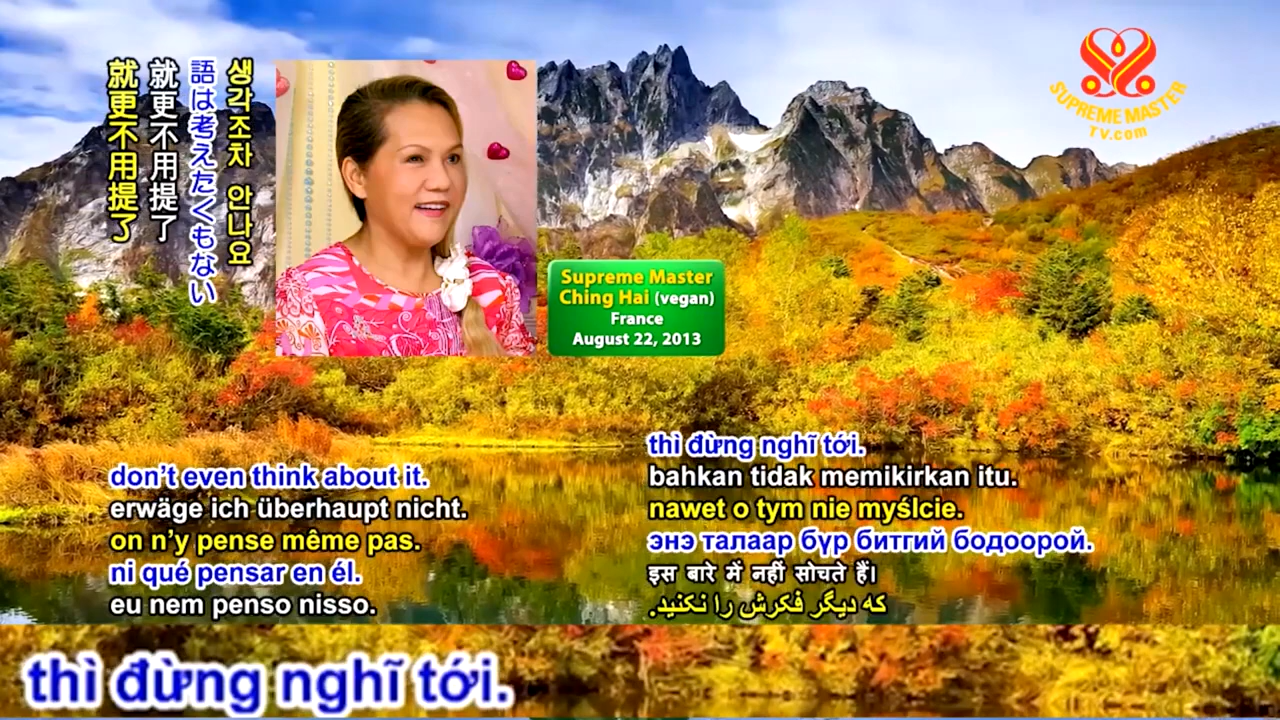 생각조차 안나요
語は考えたくもない
就更不用提了
就更不用提了
SUPREME MASTER
TV.com
Supreme Master
Ching Hai (vegan)
France
August 22, 2013
don’t even think about it.
erwäge ich überhaupt nicht.
on n’y pense même pas.
ni qué pensar en él.
eu nem penso nisso.
thì đừng nghĩ tới.
bahkan tidak memikirkan itu.
nawet o tym nie myślcie.
энэ талаар бүр битгий бодоорой.
इस बारे में नहीं सोचते हैं।
که دیگر فکرش را نکنید.
thì đừng nghĩ tới.